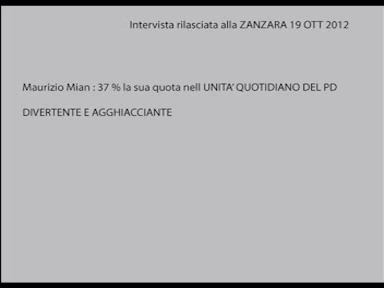 Intervista rilasciata alla ZANZARA 19 OTT 2012
Maurizio Mian : 37 % la sua quota nell UNITA' QUOTIDIANO DEL PD
DIVERTENTE E AGGHIACCIANTE